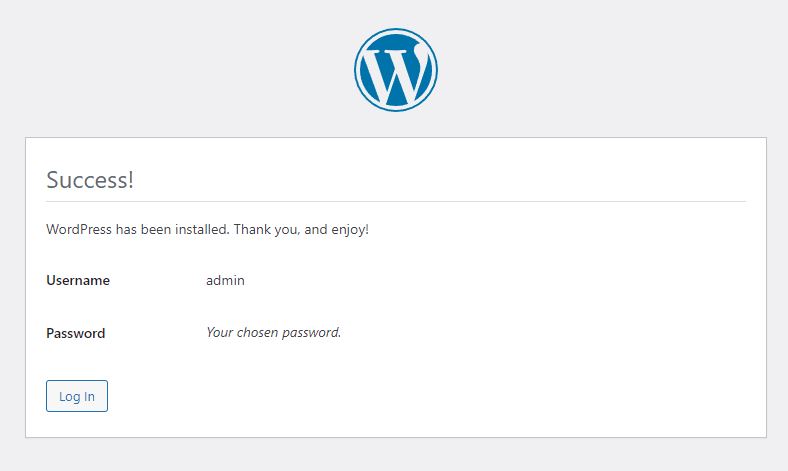 Success!
WordPress has been installed. Thank you, and enjoy!
Username admin
Password Your chosen password.
Log In